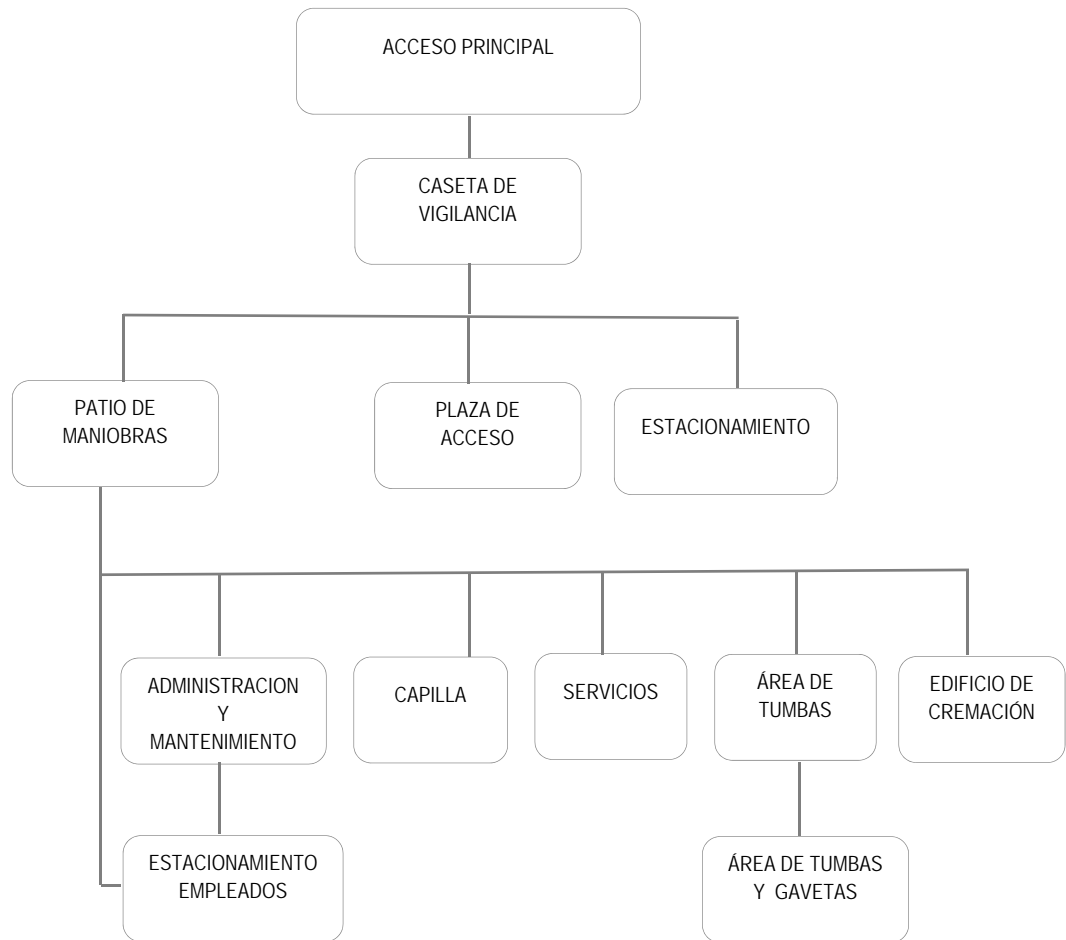 ACCESO PRINCIPAL
CASETA DE
VIGILANCIA
PATIO DE
MANIOBRAS
PLAZA DE
ACCESO
ESTACIONAMIENTO
ADMINISTRACION
Y
MANTENIMIENTO
CAPILLA
SERVICIOS
ÁREA DE
TUMBAS
EDIFICIO DE
CREMACIÓN
ESTACIONAMIENTO
EMPLEADOS
ÁREA DE TUMBAS
Y GAVETAS